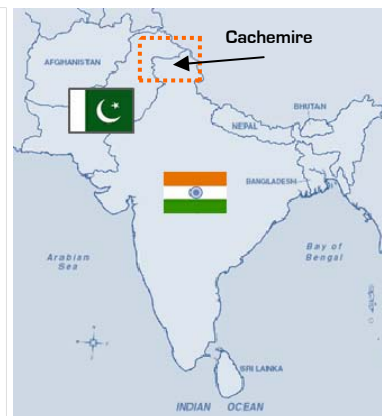 Cachemire
AFGHANISTAN
BHUTAN
NEPAL
BANGLADESH
Arabian
Sea
Bay of
Bengal
SRI LANKA
INDIAN OCEAN